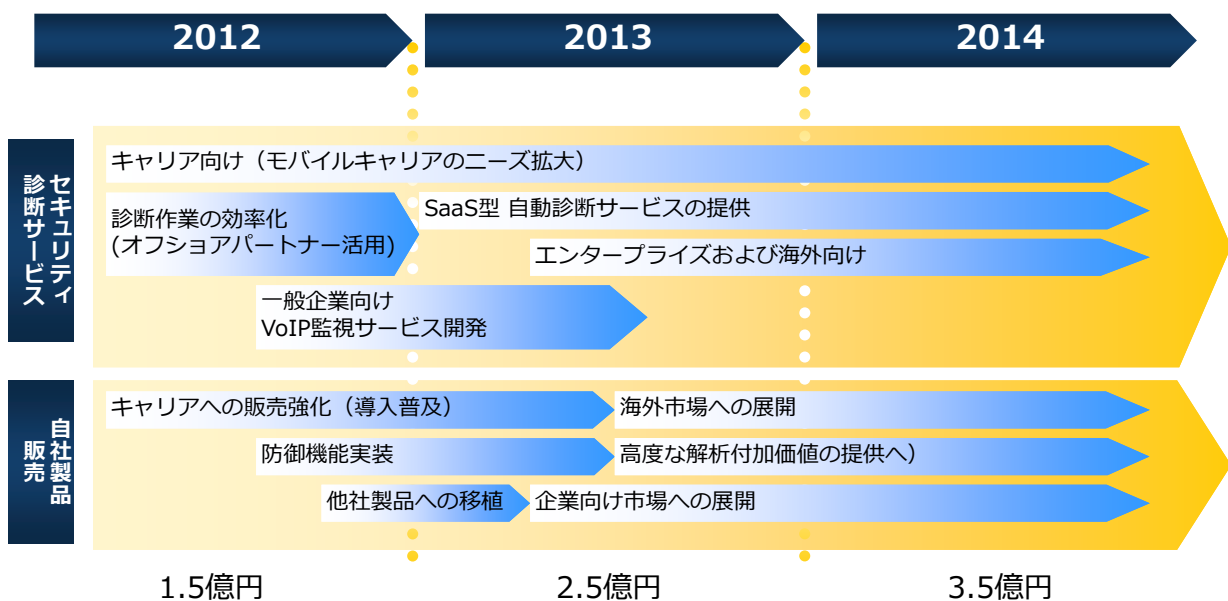 2012
2013
2014
セキュリティ
診断サービス
キャリア向け（モバイルキャリアのニーズ拡大）
診断作業の効率化
(オフショアパートナー活用)
SaaS型 自動診断サービスの提供
エンタープライズおよび海外向け
一般企業向け
VoIP監視サービス開発
自社製品
販売
キャリアへの販売強化（導入普及）
海外市場への展開
防御機能実装
高度な解析付加価値の提供へ）
他社製品への移植
企業向け市場への展開
1.5億円
2.5億円
3.5億円